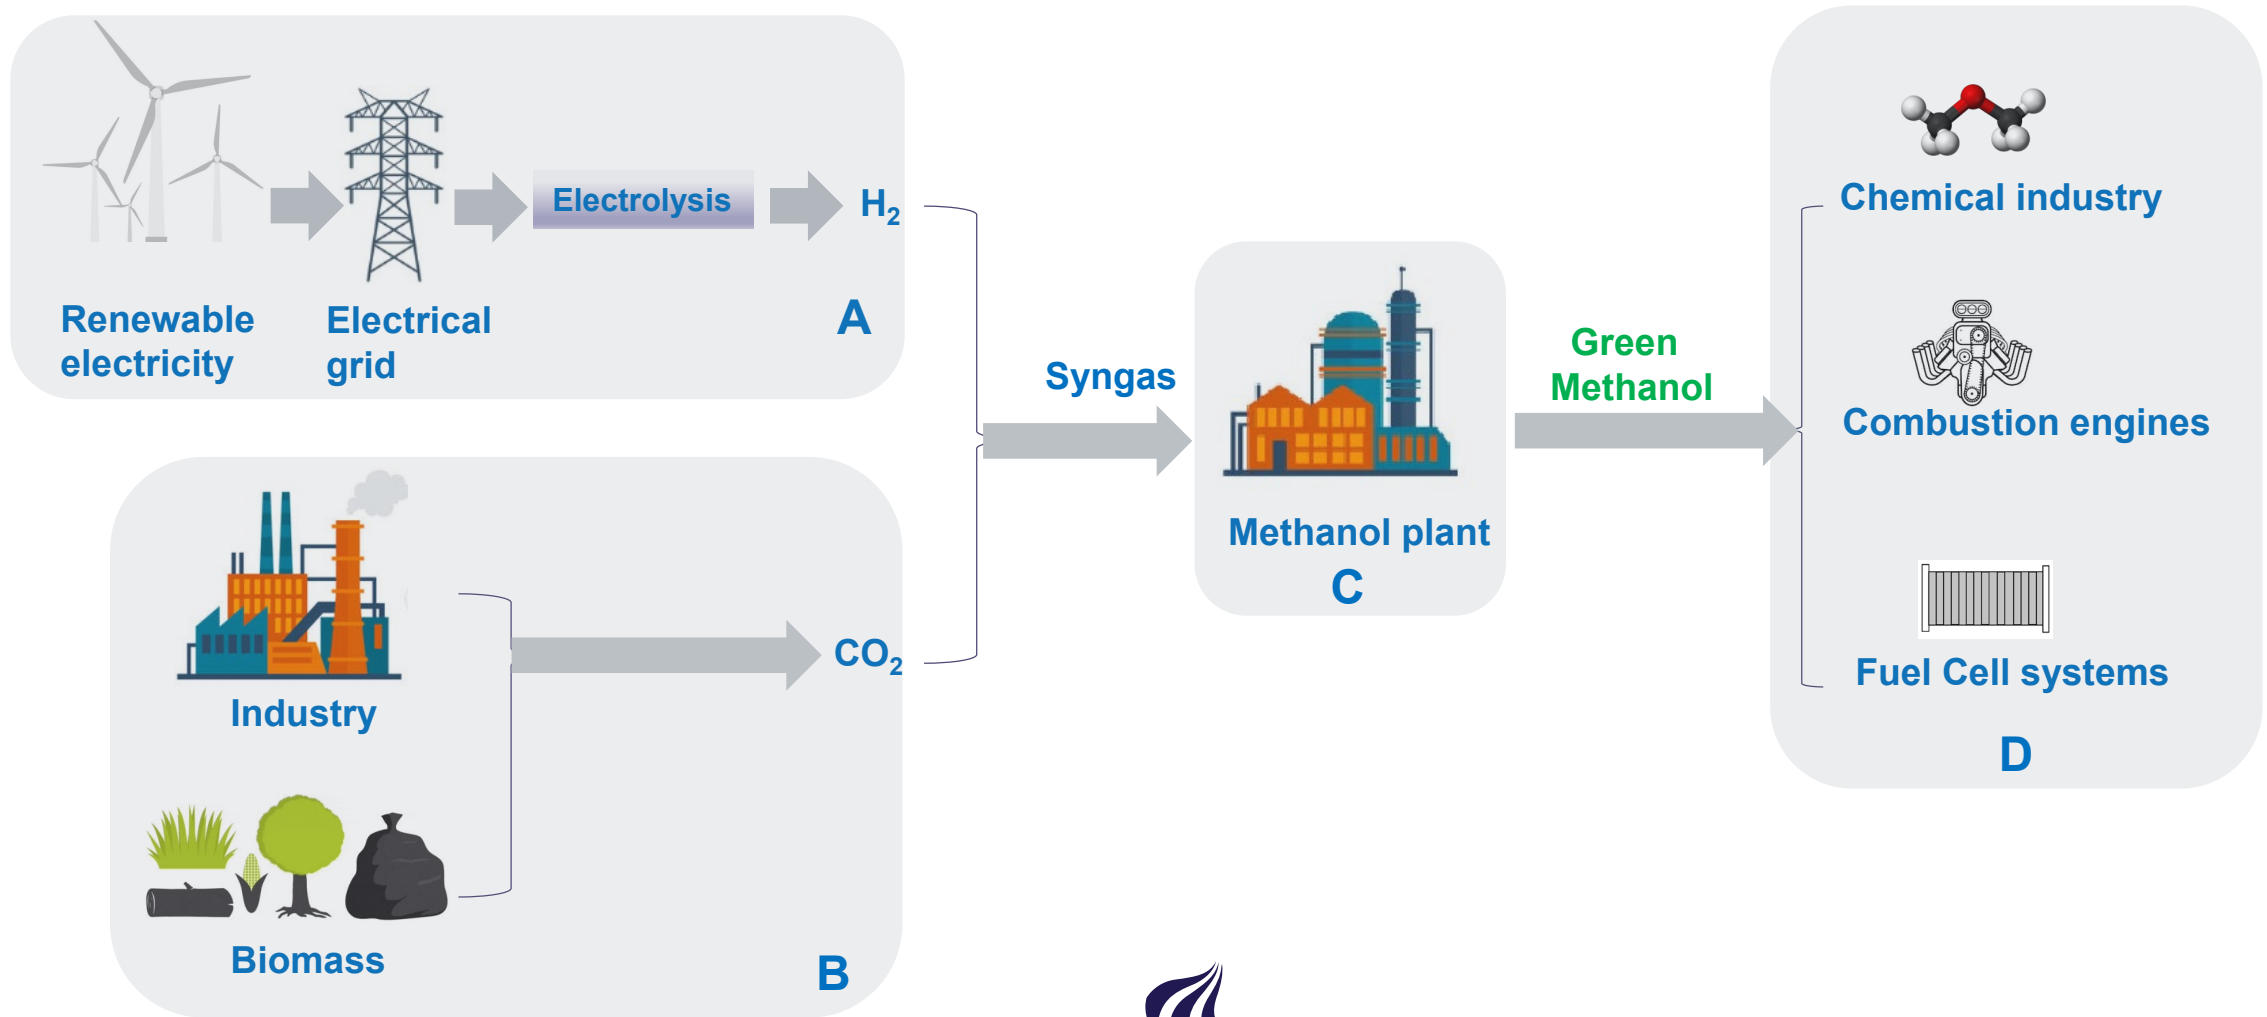 Electrolysis
H₂
Renewable
electricity
Electrical
grid
A
Industry
Biomass
CO₂
B
Syngas
Methanol plant
C
Green
Methanol
Chemical industry
Combustion engines
Fuel Cell systems
D